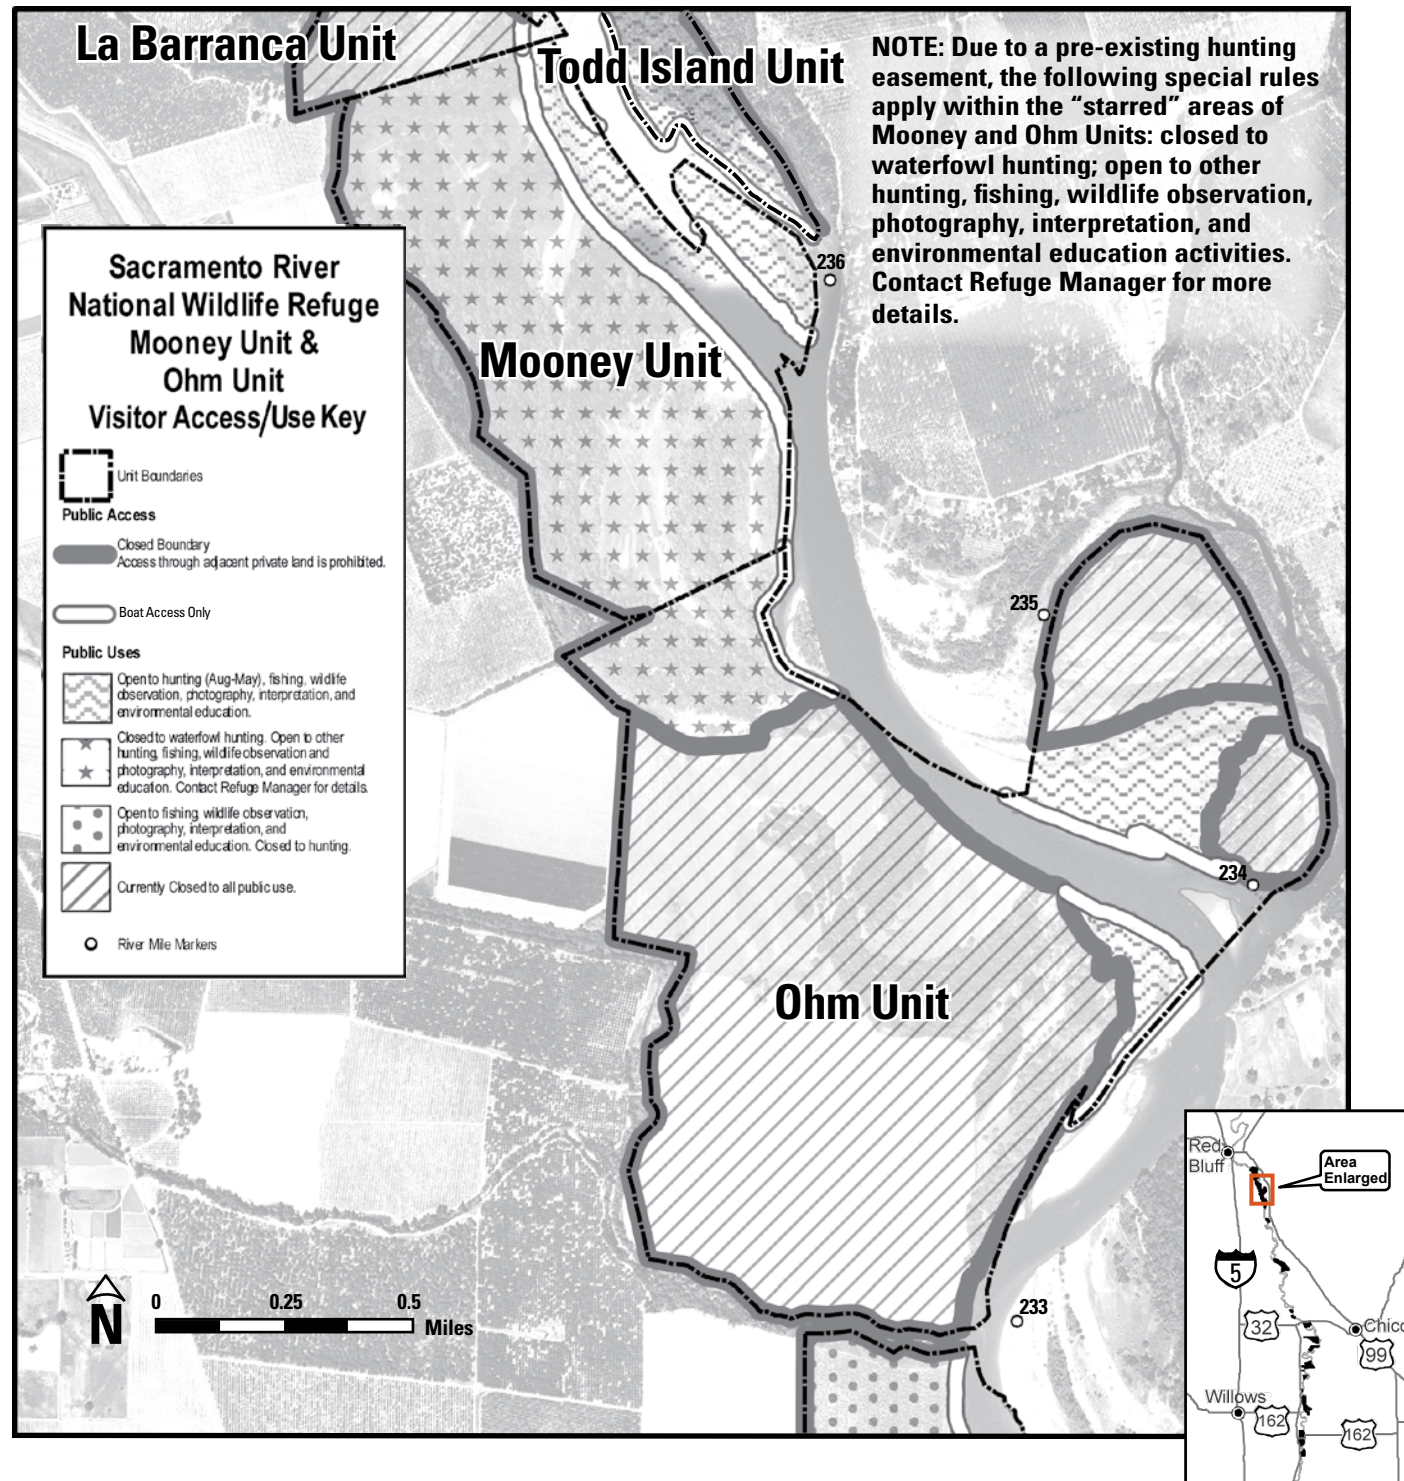 La Barranca Unit
Todd Island Unit
NOTE: Due to a pre-existing hunting
easement, the following special rules
apply within the “starred” areas of
Mooney and Ohm Units: closed to
waterfowl hunting; open to other
hunting, fishing, wildlife observation,
photography, interpretation, and
environmental education activities.
Contact Refuge Manager for more
details.
236
Mooney Unit
Sacramento River
National Wildlife Refuge
Mooney Unit &
Ohm Unit
Visitor Access/Use Key
Unit Boundaries
Public Access
Closed Boundary
Access through adjacent private land is prohibited.
Boat Access Only
Public Uses
Open to hunting (Aug-May), fishing, wildlife
observation, photography, interpretation, and
environmental education.
Closed to waterfowl hunting. Open to other
hunting, fishing, wildlife observation and
photography, interpretation, and environmental
education. Contact Refuge Manager for details.
Open to fishing, wildlife observation,
photography, interpretation, and
environmental education. Closed to hunting.
Currently Closed to all public use.
River Mile Markers
235
234
Ohm Unit
233
N
0 0.25 0.5
Miles
Red
Bluff
Area
Enlarged
5
32
Chico
99
Willows
162
162